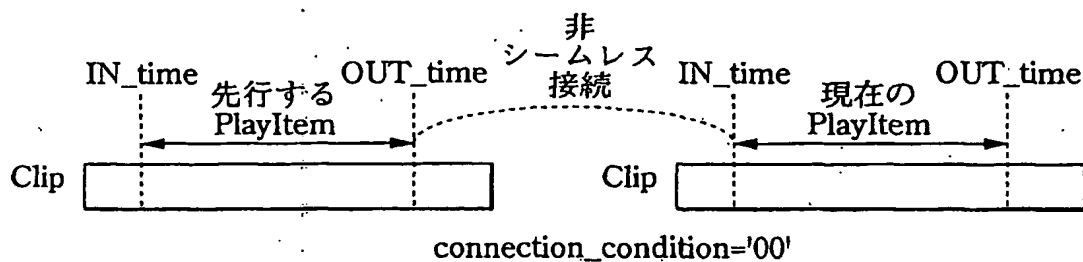 非
シームレス
接続
IN_time
OUT_time
IN_time
OUT_time
先行する
PlayItem
現在の
PlayItem
Clip
Clip
connection_condition='00'